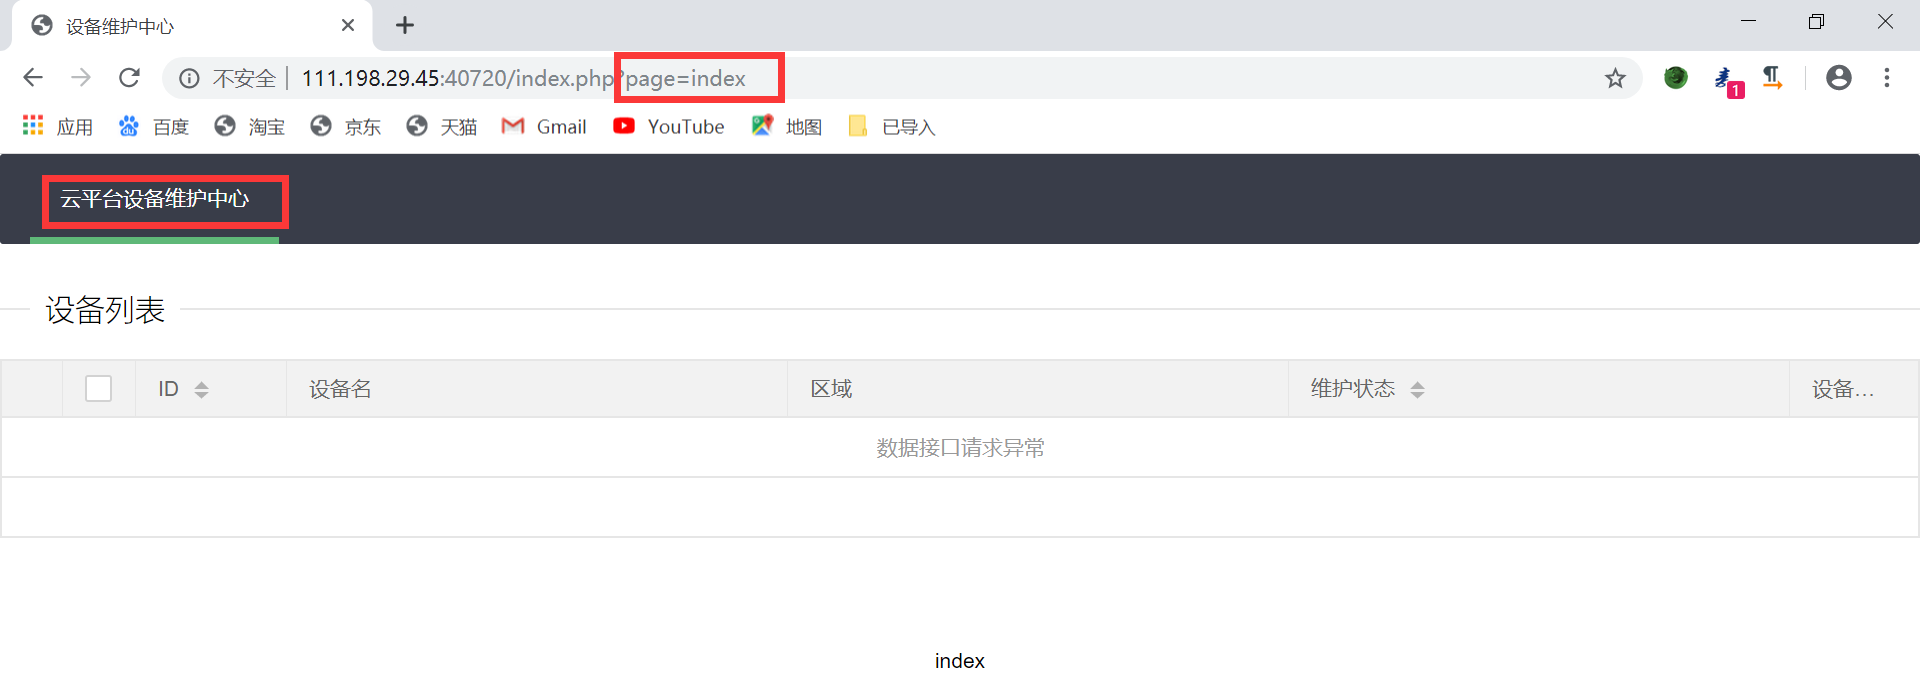 设备维护中心
不安全 111.198.29.45:40720/index.php?page=index
1
应用 百度 淘宝 京东 天猫 Gmail YouTube 地图 已导入
云平台设备维护中心
设备列表
ID 设备名 区域 维护状态 设备...
数据接口请求异常
index